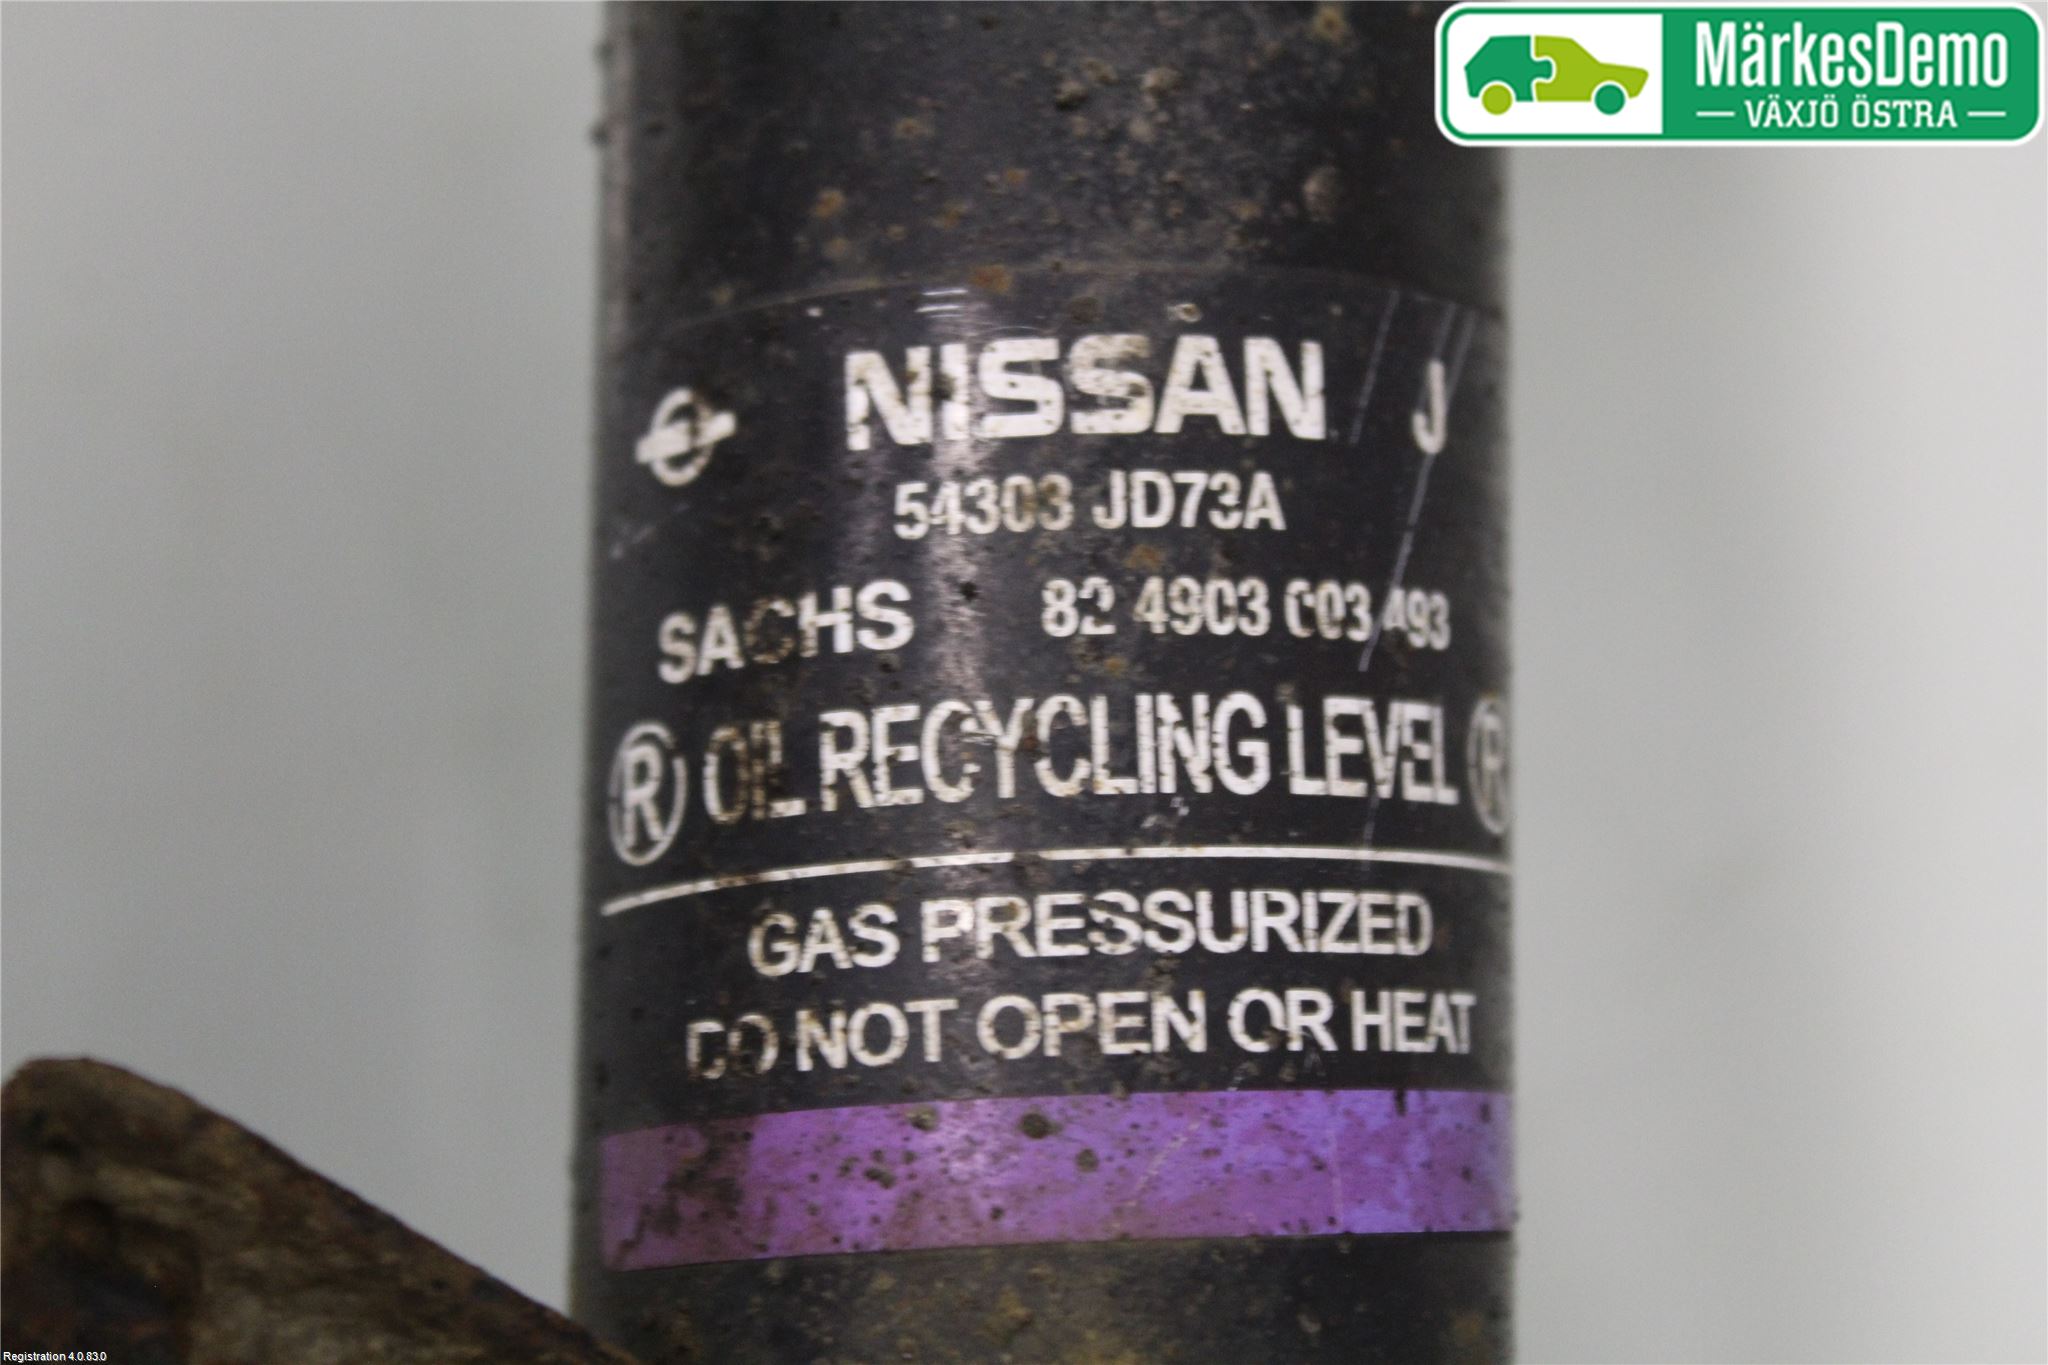 MärkesDemo
VÄXJÖ ÖSTRA
NISSAN J
54303 JD73A
SACHS 82 4903 003 493
® OIL RECYCLING LEVEL ®
GAS PRESSURIZED
DO NOT OPEN OR HEAT
Registration 4.0.83.0